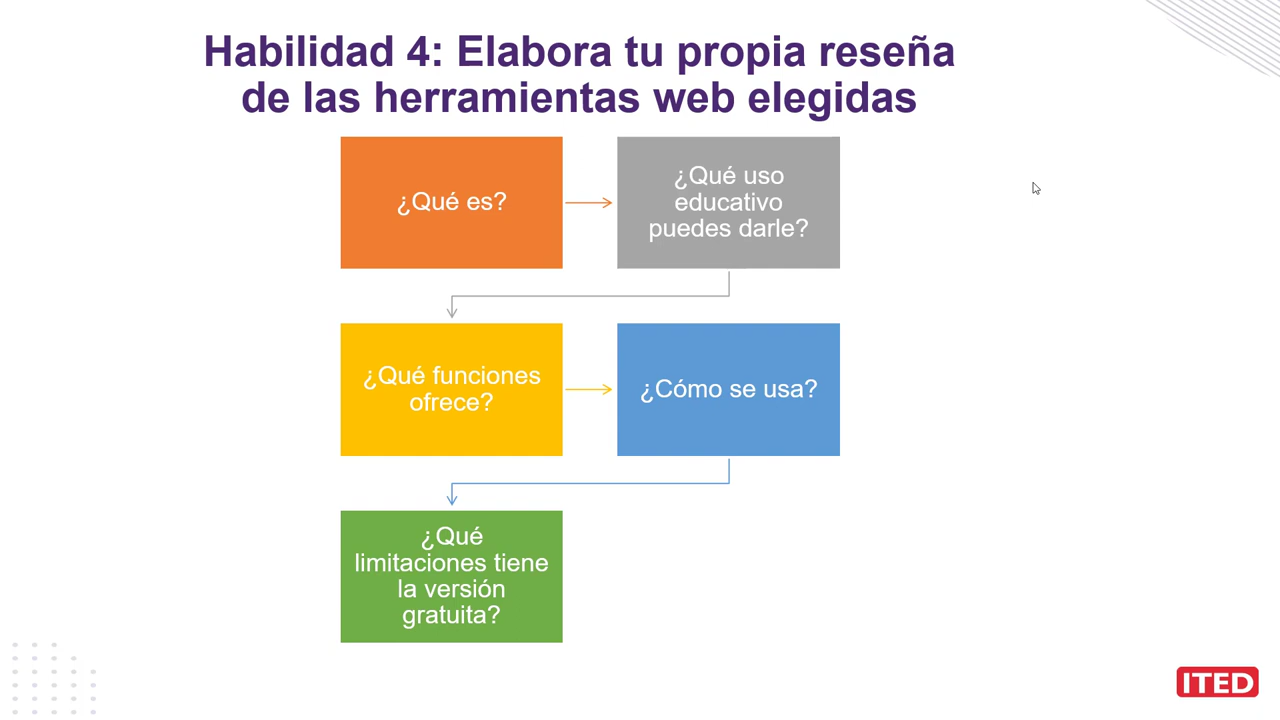 Habilidad 4: Elabora tu propia reseña
de las herramientas web elegidas
¿Qué es?
¿Qué uso
educativo
puedes darle?
¿Qué funciones
ofrece?
¿Cómo se usa?
¿Qué
limitaciones tiene
la versión
gratuita?
ITED